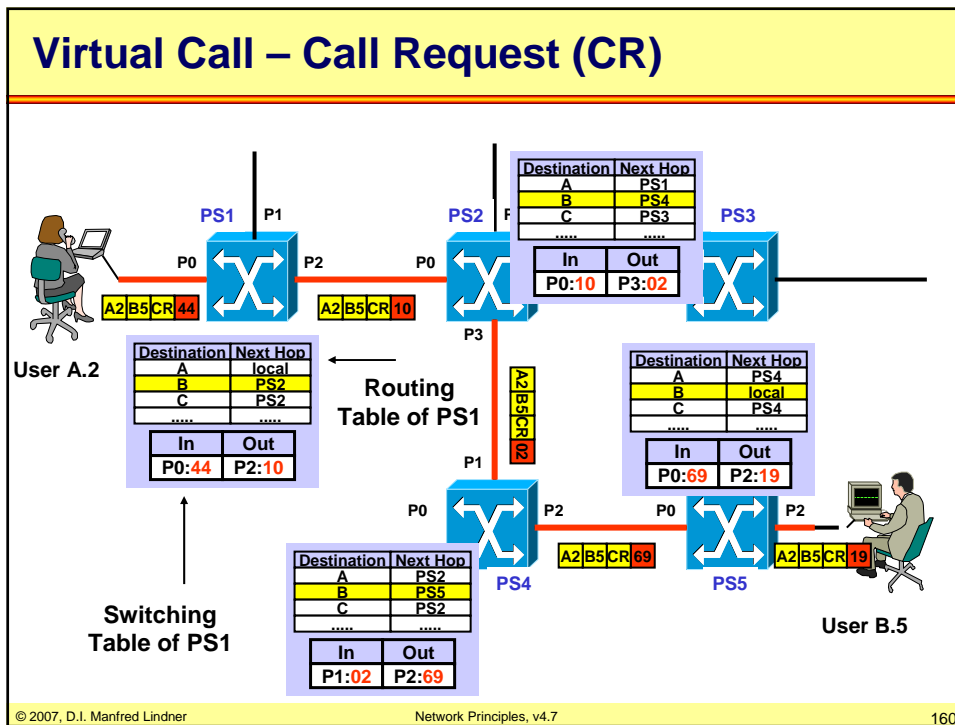 Virtual Call – Call Request (CR)
Destination Next Hop
A PS1
B PS4
C PS3
..... .....
In Out
P0:10 P3:02
PS1
P1
PS2
PS3
P0
P2
P0
A2 B5 CR 44
A2 B5 CR 10
P3
User A.2
Destination Next Hop
A local
B PS2
C PS2
..... .....
In Out
P0:44 P2:10
Routing
Table of PS1
A2 B5 CR 02
Destination Next Hop
A PS4
B local
C PS4
..... .....
In Out
P0:69 P2:19
P1
P0
P2
P0
P2
A2 B5 CR 69
A2 B5 CR 19
PS4
PS5
Destination Next Hop
A PS2
B PS5
C PS2
..... .....
In Out
P1:02 P2:69
Switching
Table of PS1
User B.5
© 2007, D.I. Manfred Lindner
Network Principles, v4.7
160